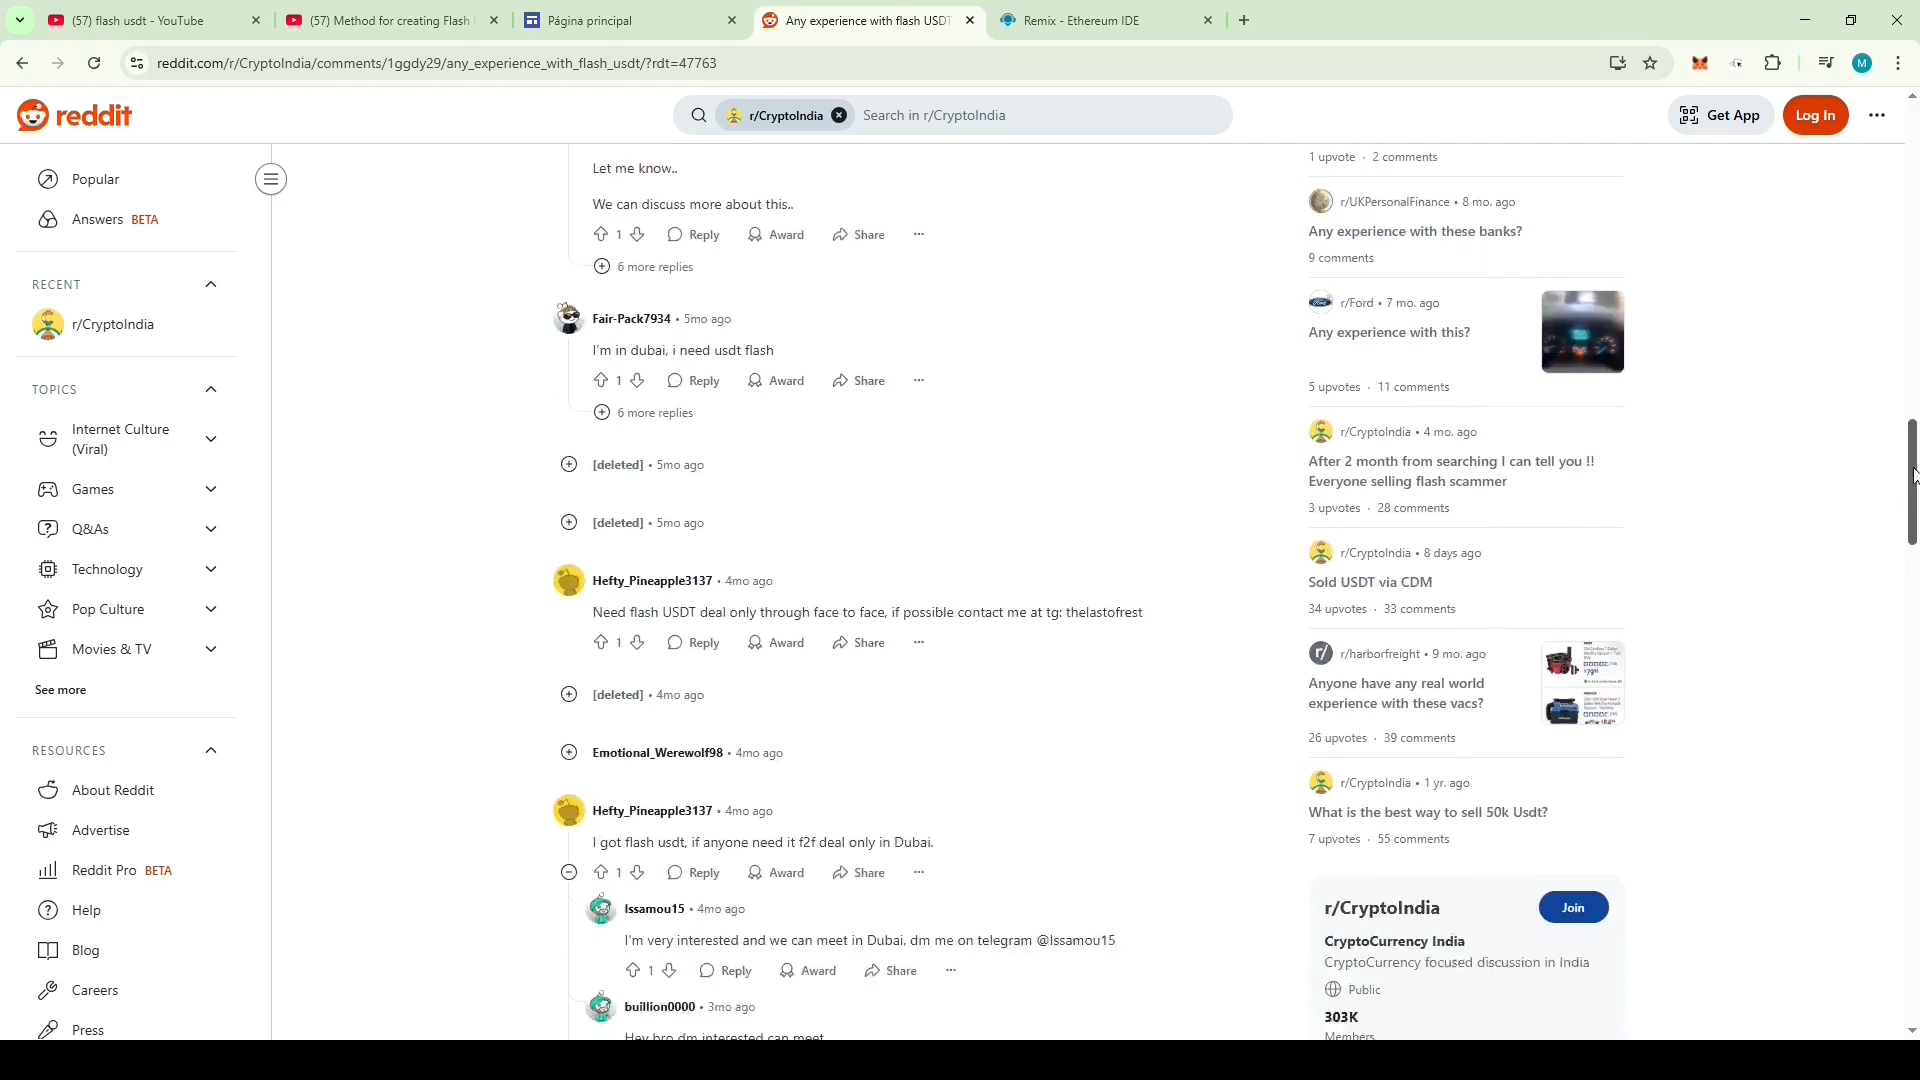 (57) flash usdt - YouTube
(57) Method for creating Flash
Página principal
Any experience with flash USDT
Remix - Ethereum IDE
reddit.com/r/CryptoIndia/comments/1ggdy29/any_experience_with_flash_usdt/?rdt=47763
M
reddit
r/CryptoIndia
Search in r/CryptoIndia
Get App
Log In
Popular
Answers BETA
RECENT
r/CryptoIndia
TOPICS
Internet Culture
(Viral)
Games
Q&As
Technology
Pop Culture
Movies & TV
See more
RESOURCES
About Reddit
Advertise
Reddit Pro BETA
Help
Blog
Careers
Press
Let me know..
We can discuss more about this..
1 Reply Award Share
6 more replies
Fair-Pack7934 • 5mo ago
I'm in dubai, i need usdt flash
1 Reply Award Share
6 more replies
[deleted] • 5mo ago
[deleted] • 5mo ago
Hefty_Pineapple3137 • 4mo ago
Need flash USDT deal only through face to face, if possible contact me at tg: thelastofrest
1 Reply Award Share
[deleted] • 4mo ago
Emotional_Werewolf98 • 4mo ago
Hefty_Pineapple3137 • 4mo ago
I got flash usdt, if anyone need it f2f deal only in Dubai.
1 Reply Award Share
Issamou15 • 4mo ago
I'm very interested and we can meet in Dubai, dm me on telegram @Issamou15
1 Reply Award Share
buillion0000 • 3mo ago
Hey bro dm interested can meet
1 upvote · 2 comments
r/UKPersonalFinance • 8 mo. ago
Any experience with these banks?
9 comments
r/Ford • 7 mo. ago
Any experience with this?
5 upvotes · 11 comments
r/CryptoIndia • 4 mo. ago
After 2 month from searching I can tell you !!
Everyone selling flash scammer
3 upvotes · 28 comments
r/CryptoIndia • 8 days ago
Sold USDT via CDM
34 upvotes · 33 comments
r/harborfreight • 9 mo. ago
Anyone have any real world
experience with these vacs?
26 upvotes · 39 comments
r/CryptoIndia • 1 yr. ago
What is the best way to sell 50k Usdt?
7 upvotes · 55 comments
r/CryptoIndia
Join
CryptoCurrency India
CryptoCurrency focused discussion in India
Public
303K
Members